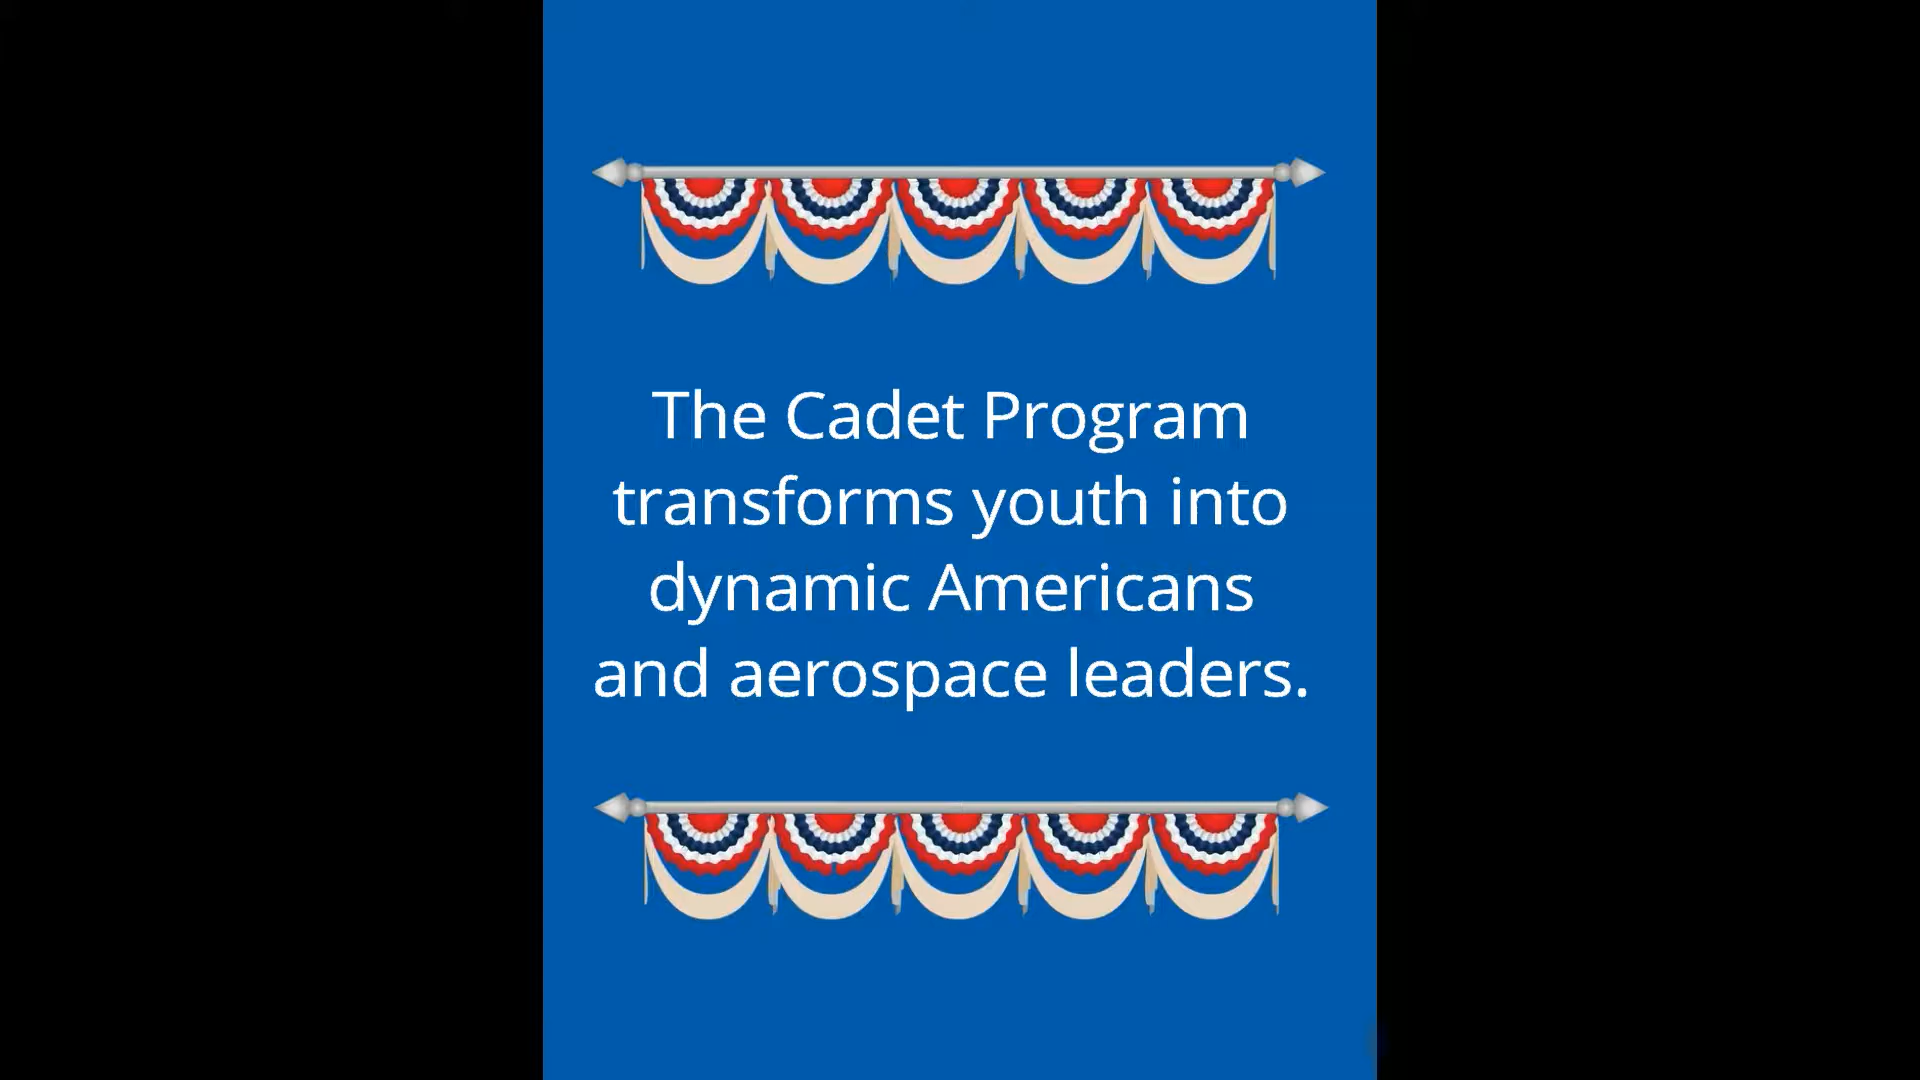 The Cadet Program
transforms youth into
dynamic Americans
and aerospace leaders.